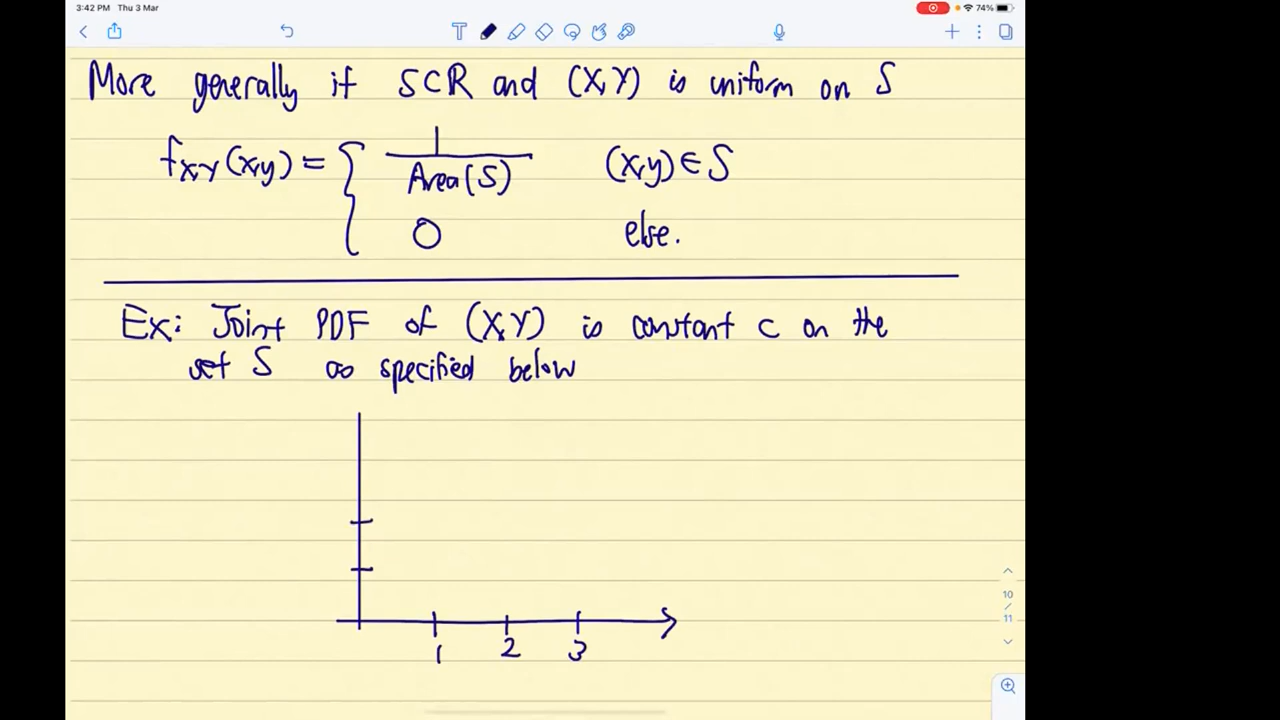 3:42 PM Thu 3 Mar
74%
More generally if S⊂R and (X,Y) is uniform on S
f_{X,Y}(x,y) = { 1/Area(S) (x,y) ∈ S
0 else.
Ex: Joint PDF of (X,Y) is constant c on the
set S as specified below
1 2 3
10
/
11